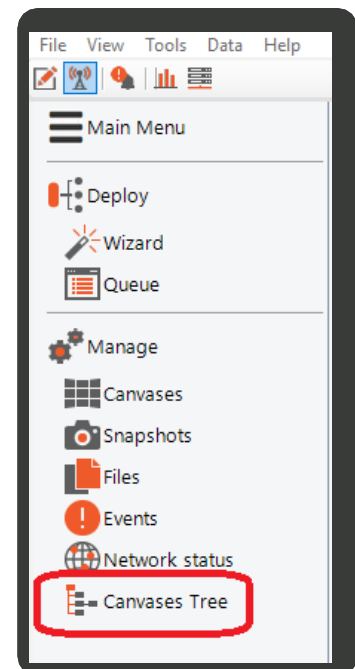 File View Tools Data Help
Main Menu
Deploy
Wizard
Queue
Manage
Canvases
Snapshots
Files
Events
Network status
Canvases Tree